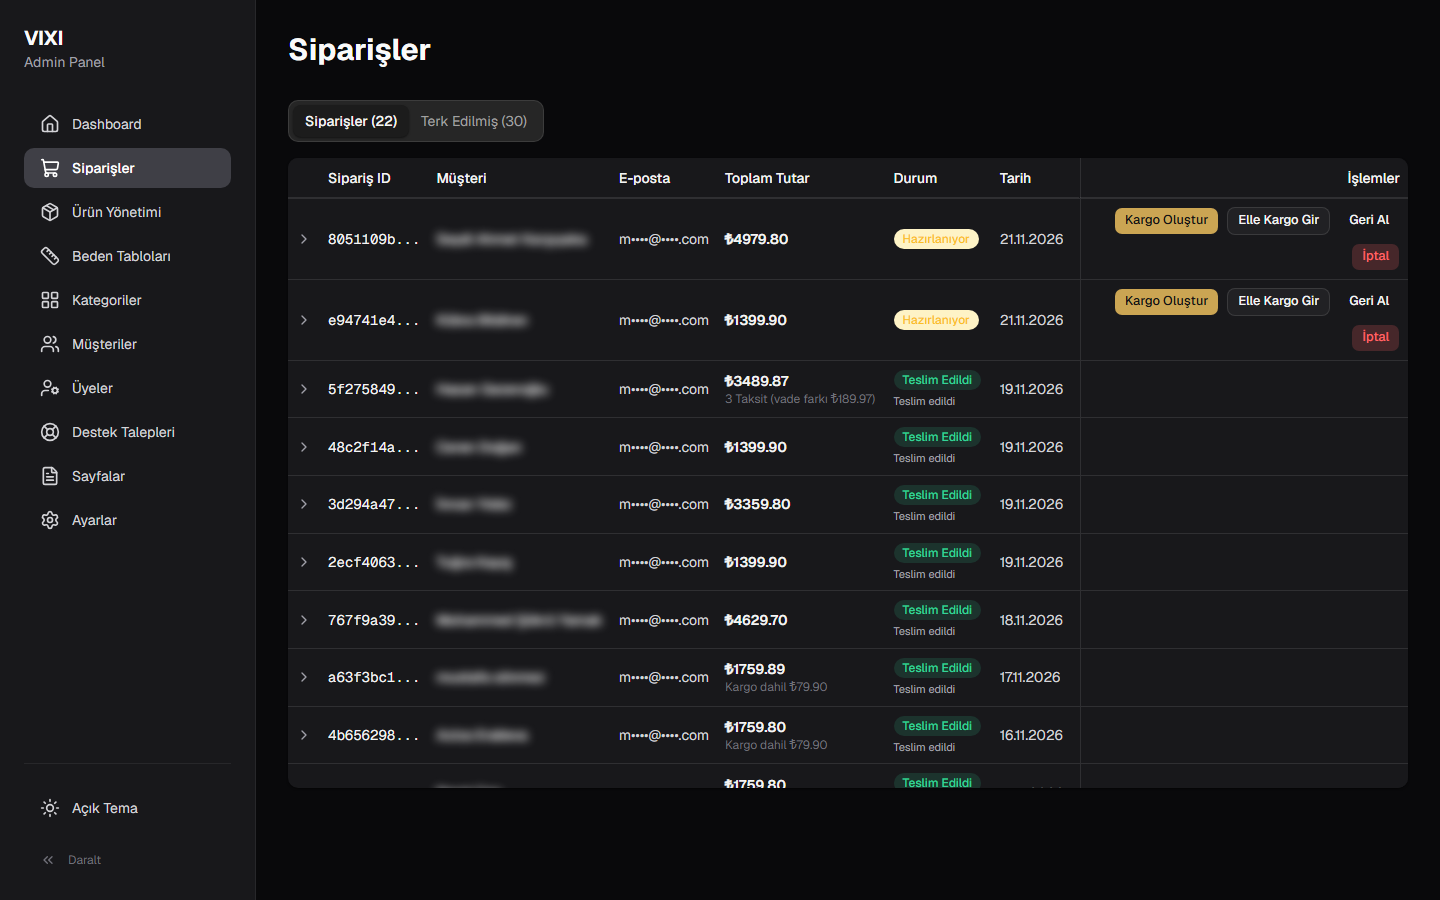 VIXI
Admin Panel
Dashboard
Siparişler
Ürün Yönetimi
Beden Tabloları
Kategoriler
Müşteriler
Üyeler
Destek Talepleri
Sayfalar
Ayarlar
Açık Tema
Daralt
Siparişler
Siparişler (22) Terk Edilmiş (30)
Sipariş ID Müşteri E-posta Toplam Tutar Durum Tarih İşlemler
8051109b... m••••@••••.com ₺4979.80 Hazırlanıyor 21.11.2026 Kargo Oluştur Elle Kargo Gir Geri Al
İptal
e94741e4... m••••@••••.com ₺1399.90 Hazırlanıyor 21.11.2026 Kargo Oluştur Elle Kargo Gir Geri Al
İptal
5f275849... m••••@••••.com ₺3489.87 Teslim Edildi 19.11.2026
3 Taksit (vade farkı ₺189.97) Teslim edildi
48c2f14a... m••••@••••.com ₺1399.90 Teslim Edildi 19.11.2026
Teslim edildi
3d294a47... m••••@••••.com ₺3359.80 Teslim Edildi 19.11.2026
Teslim edildi
2ecf4063... m••••@••••.com ₺1399.90 Teslim Edildi 19.11.2026
Teslim edildi
767f9a39... m••••@••••.com ₺4629.70 Teslim Edildi 18.11.2026
Teslim edildi
a63f3bc1... m••••@••••.com ₺1759.89 Teslim Edildi 17.11.2026
Kargo dahil ₺79.90 Teslim edildi
4b656298... m••••@••••.com ₺1759.80 Teslim Edildi 16.11.2026
Kargo dahil ₺79.90 Teslim edildi
₺1759.80 Teslim Edildi